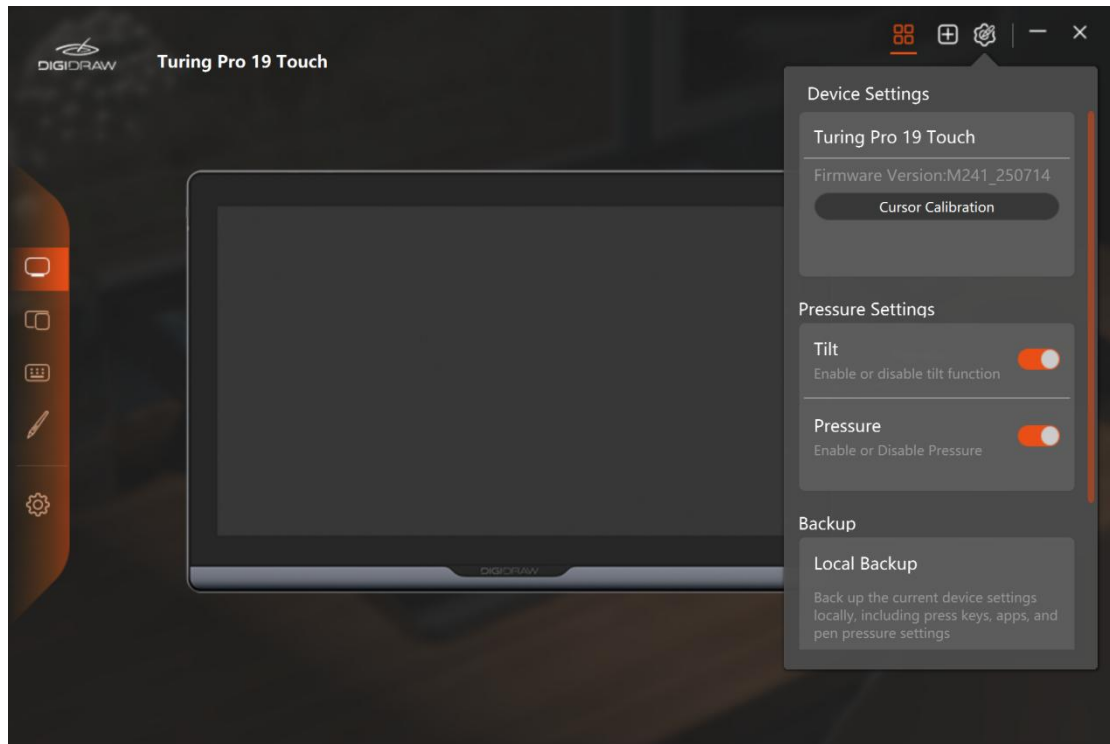 DIGIDRAW
Turing Pro 19 Touch
Device Settings
Turing Pro 19 Touch
Firmware Version:M241_250714
Cursor Calibration
Pressure Settings
Tilt
Enable or disable tilt function
Pressure
Enable or Disable Pressure
Backup
Local Backup
Back up the current device settings
locally, including press keys, apps, and
pen pressure settings
DIGIDRAW